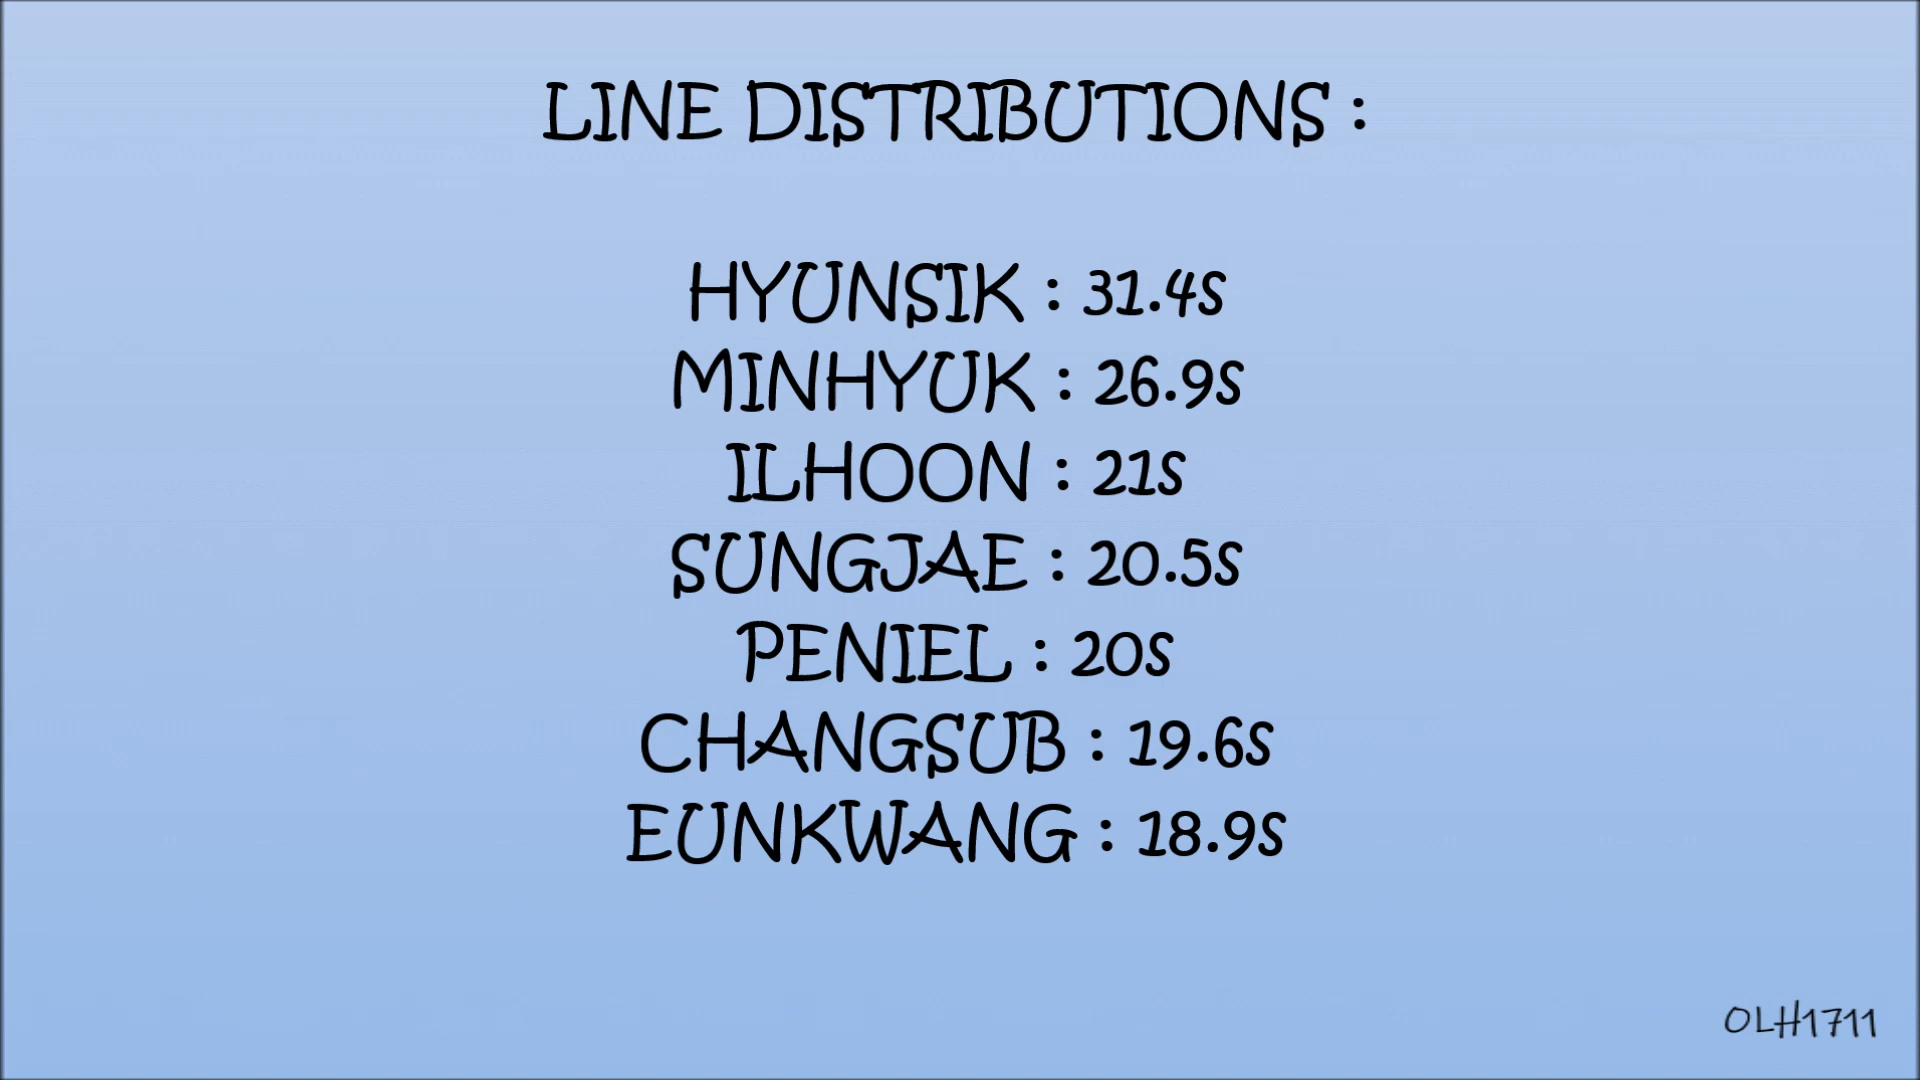 LINE DISTRIBUTIONS :
HYUNSIK : 31.4S
MINHYUK : 26.9S
ILHOON : 21S
SUNGJAE : 20.5S
PENIEL : 20S
CHANGSUB : 19.6S
EUNKWANG : 18.9S
OLH1711